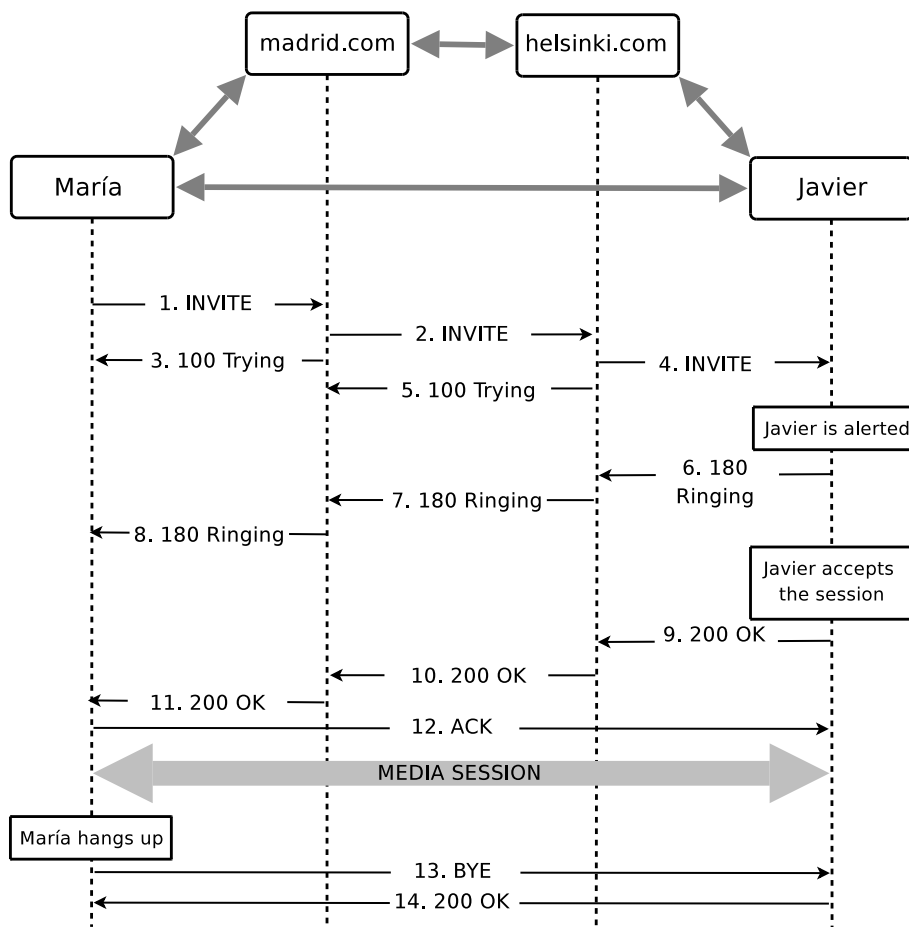 madrid.com
helsinki.com
María
Javier
1. INVITE
2. INVITE
3. 100 Trying
4. INVITE
5. 100 Trying
Javier is alerted
6. 180
Ringing
7. 180 Ringing
8. 180 Ringing
Javier accepts
the session
9. 200 OK
10. 200 OK
11. 200 OK
12. ACK
MEDIA SESSION
María hangs up
13. BYE
14. 200 OK